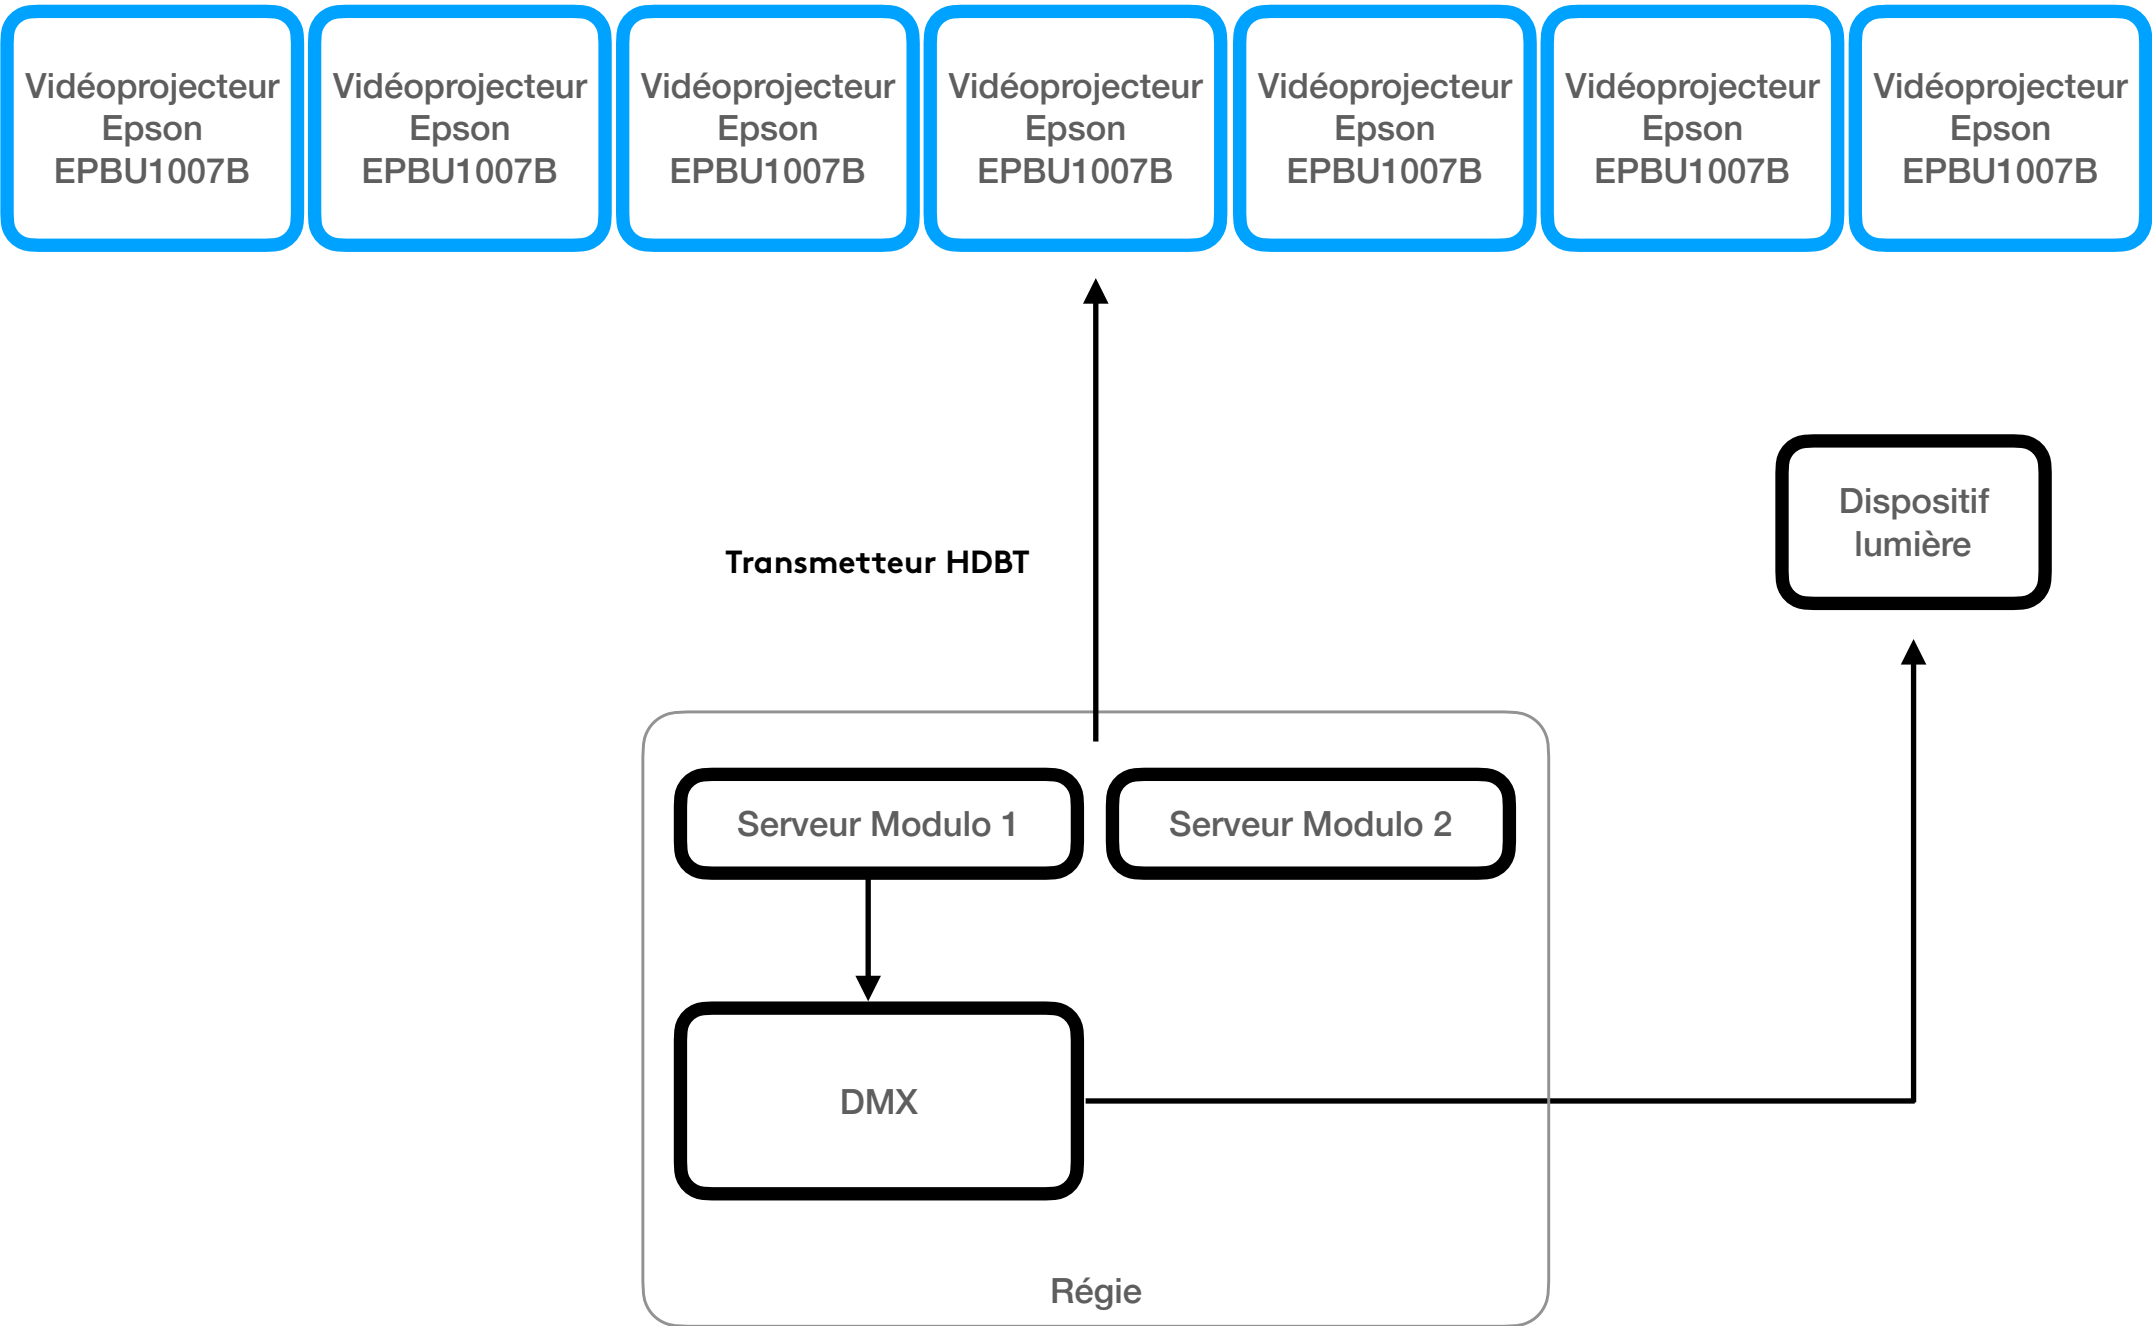 Vidéoprojecteur
Epson
EPBU1007B
Vidéoprojecteur
Epson
EPBU1007B
Vidéoprojecteur
Epson
EPBU1007B
Vidéoprojecteur
Epson
EPBU1007B
Vidéoprojecteur
Epson
EPBU1007B
Vidéoprojecteur
Epson
EPBU1007B
Vidéoprojecteur
Epson
EPBU1007B
Dispositif
lumière
Transmetteur HDBT
Serveur Modulo 1
Serveur Modulo 2
DMX
Régie